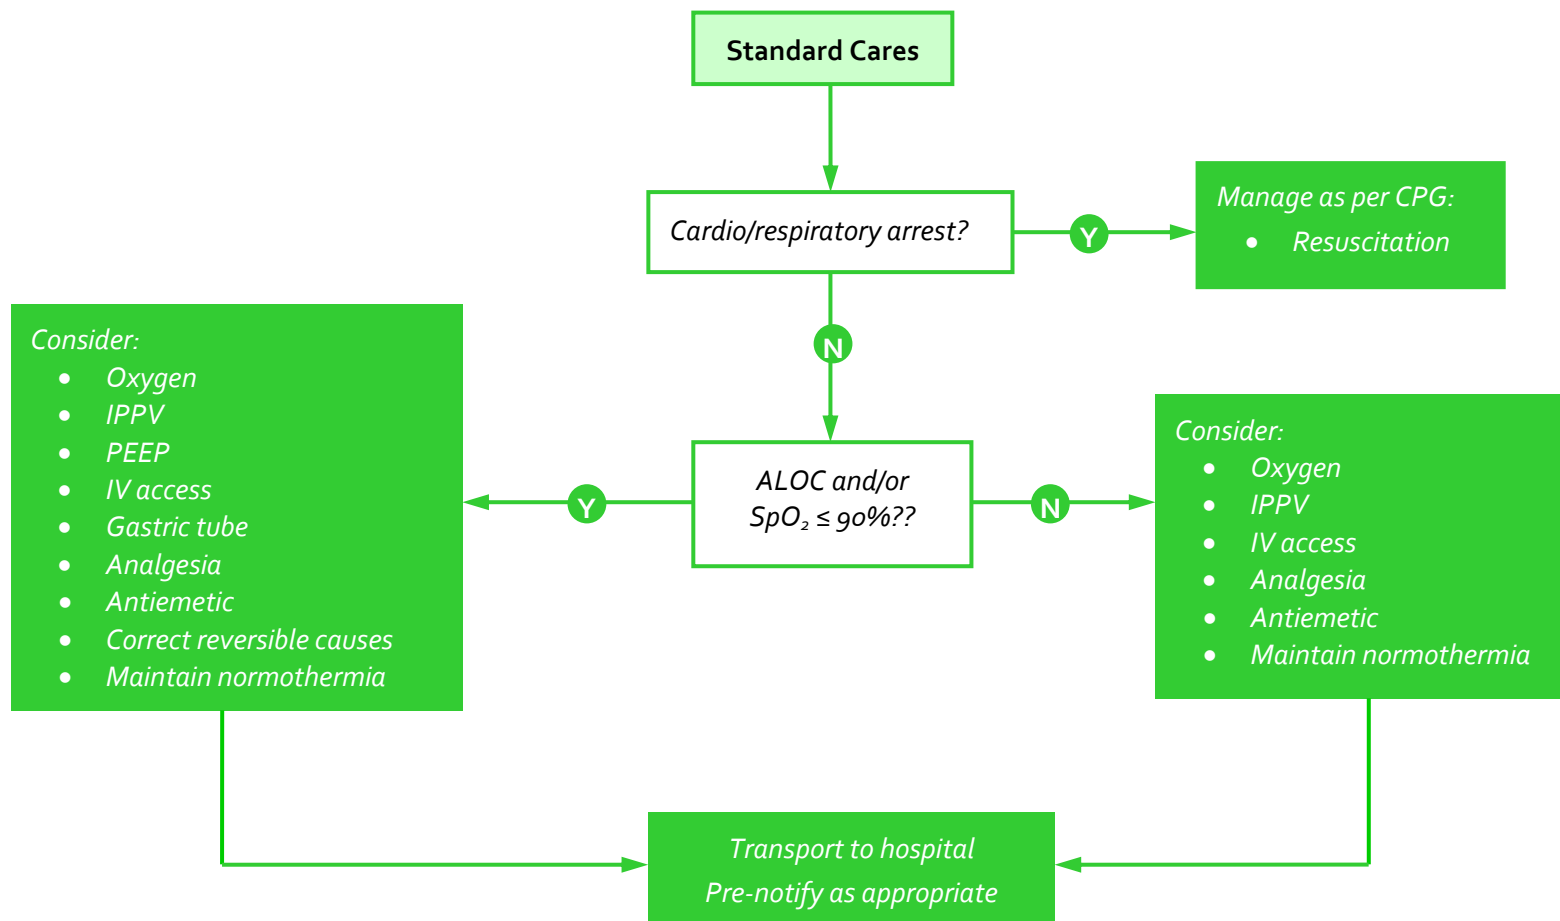 Standard Cares
Cardio/respiratory arrest?
Y
Manage as per CPG:
• Resuscitation
N
Consider:
• Oxygen
• IPPV
• PEEP
• IV access
• Gastric tube
• Analgesia
• Antiemetic
• Correct reversible causes
• Maintain normothermia
Y
ALOC and/or
SpO₂ ≤ 90%??
N
Consider:
• Oxygen
• IPPV
• IV access
• Analgesia
• Antiemetic
• Maintain normothermia
Transport to hospital
Pre-notify as appropriate